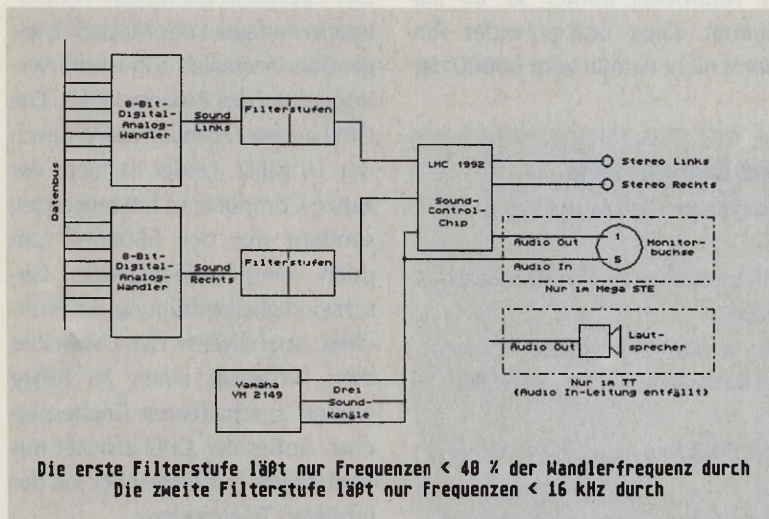 Datenbus
8-Bit-
Digital-
Analog-
Wandler
Sound
Links
Filterstufen
8-Bit-
Digital-
Analog
Wandler
Sound
Rechts
Filterstufen
LMC 1992
Sound-
Control-
Chip
Stereo Links
Stereo Rechts
Audio Out
1
Audio In
5
Monitor-
buchse
Nur im Mega STE
Audio Out
Laut-
sprecher
Nur im TT
(Audio In-Leitung entfällt)
Yamaha
VM 2149
Drei
Sound-
Kanäle
Die erste Filterstufe läßt nur Frequenzen < 40 % der Wandlerfrequenz durch
Die zweite Filterstufe läßt nur Frequenzen < 16 kHz durch